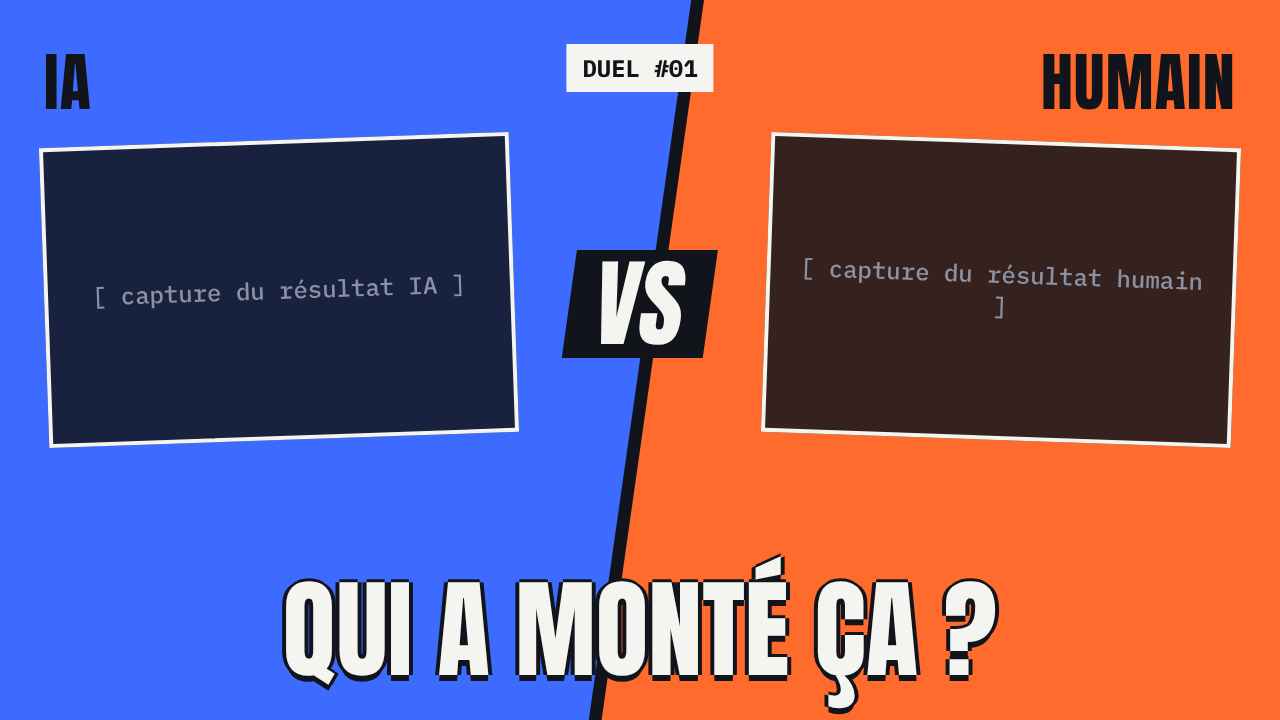 IA
DUEL #01
HUMAIN
[ capture du résultat IA ]
VS
[ capture du résultat humain
]
QUI A MONTÉ ÇA ?